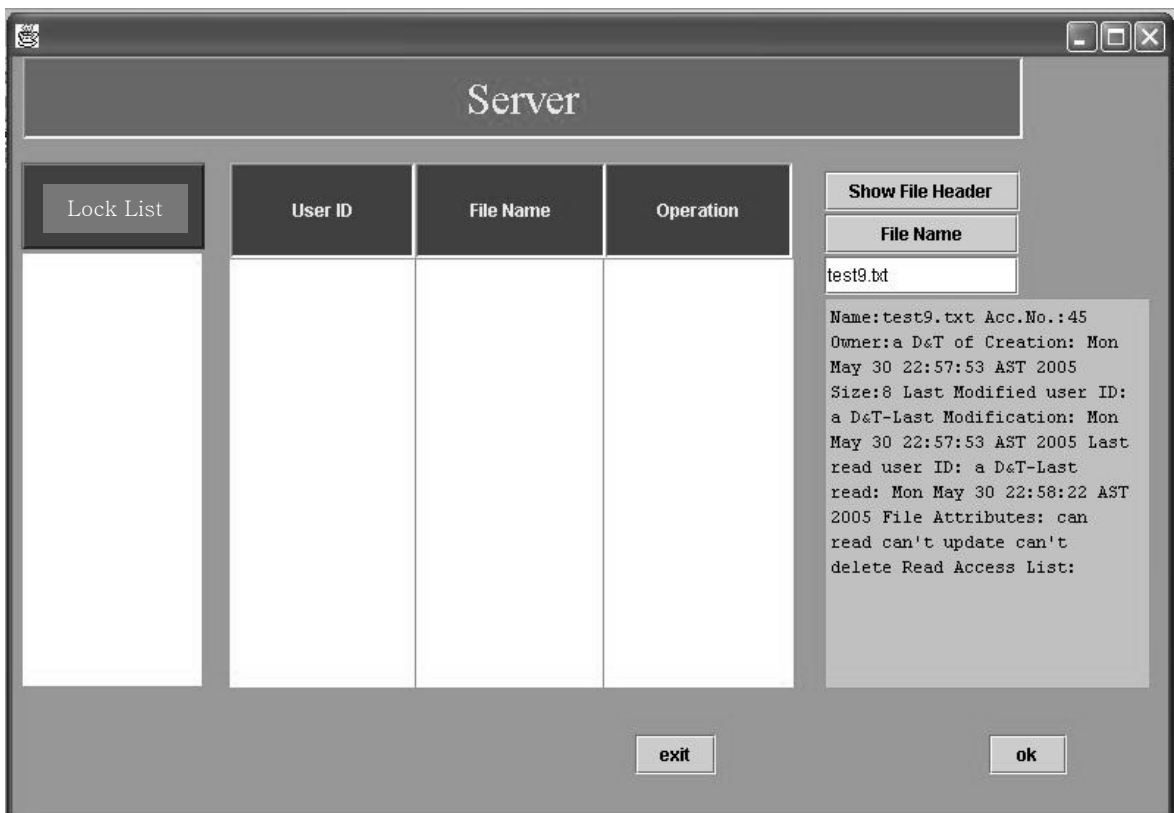 Server
Lock List
User ID
File Name
Operation
Show File Header
File Name
test9.txt
Name:test9.txt Acc.No.:45
Owner:a D&T of Creation: Mon
May 30 22:57:53 AST 2005
Size:8 Last Modified user ID:
a D&T-Last Modification: Mon
May 30 22:57:53 AST 2005 Last
read user ID: a D&T-Last
read: Mon May 30 22:58:22 AST
2005 File Attributes: can
read can't update can't
delete Read Access List:
exit
ok